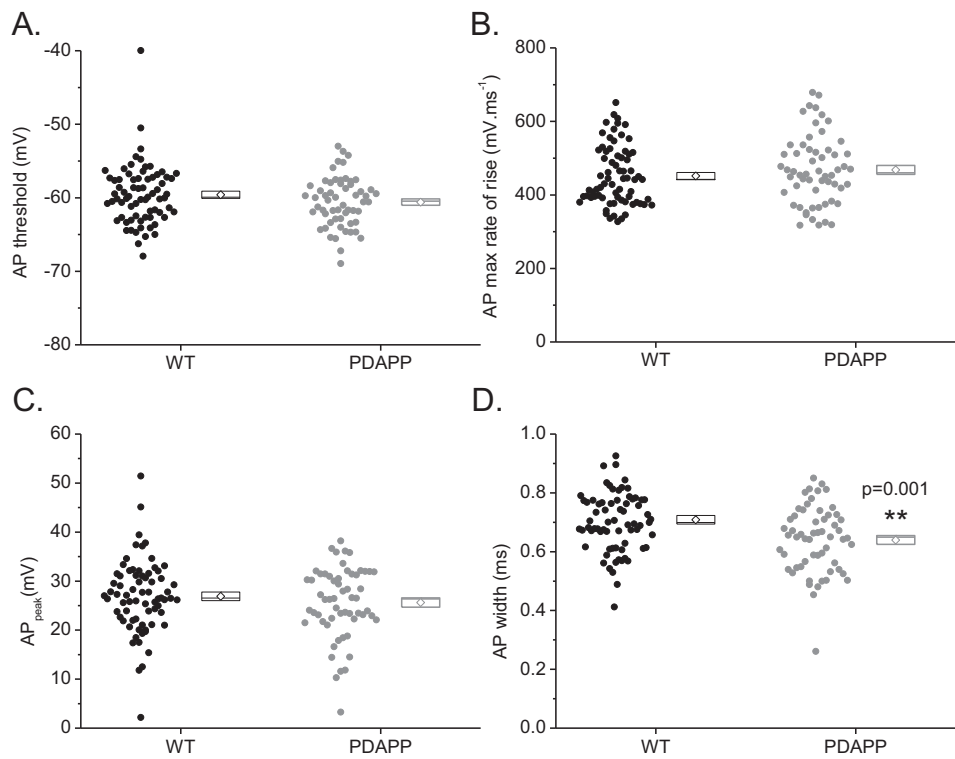 A.
AP threshold (mV)
-40
-50
-60
-70
-80
WT
PDAPP
B.
AP max rate of rise (mV.ms⁻¹)
800
600
400
200
0
WT
PDAPP
C.
AP_peak (mV)
60
50
40
30
20
10
0
WT
PDAPP
D.
AP width (ms)
1.0
0.8
0.6
0.4
0.2
0.0
p=0.001
**
WT
PDAPP